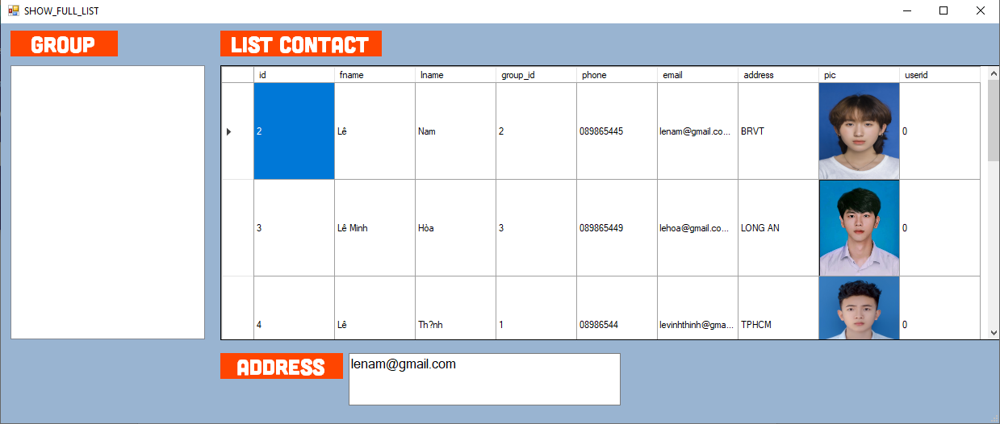 SHOW_FULL_LIST
GROUP
LIST CONTACT
id fname lname group_id phone email address pic userid
2 Lê Nam 2 089865445 lenam@gmail.co... BRVT 0
3 Lê Minh Hòa 3 089865449 lehoa@gmail.co... LONG AN 0
4 Lê Th?nh 1 08986544 levinhthinh@gma... TPHCM 0
ADDRESS
lenam@gmail.com